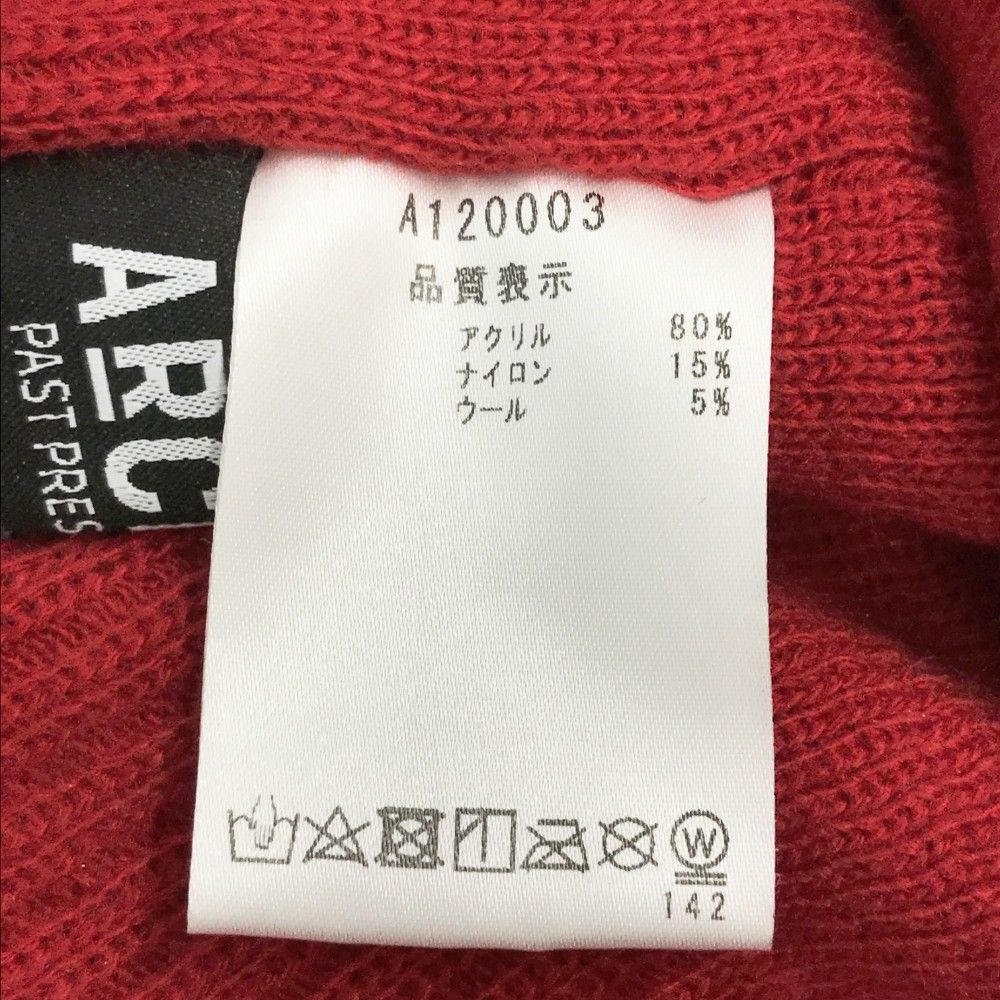 A120003
品質表示
アクリル 80%
ナイロン 15%
ウール 5%
W
142
ARC
PAST PRES